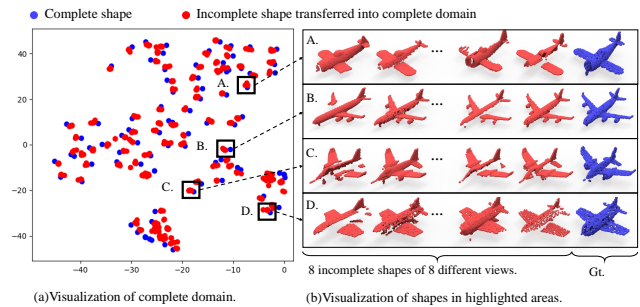 Complete shape
Incomplete shape transferred into complete domain
40
20
0
−20
−40
−40
−30
−20
−10
0
A.
B.
C.
D.
A.
...
B.
...
C.
...
D.
...
8 incomplete shapes of 8 different views.
Gt.
(a)Visualization of complete domain.
(b)Visualization of shapes in highlighted areas.